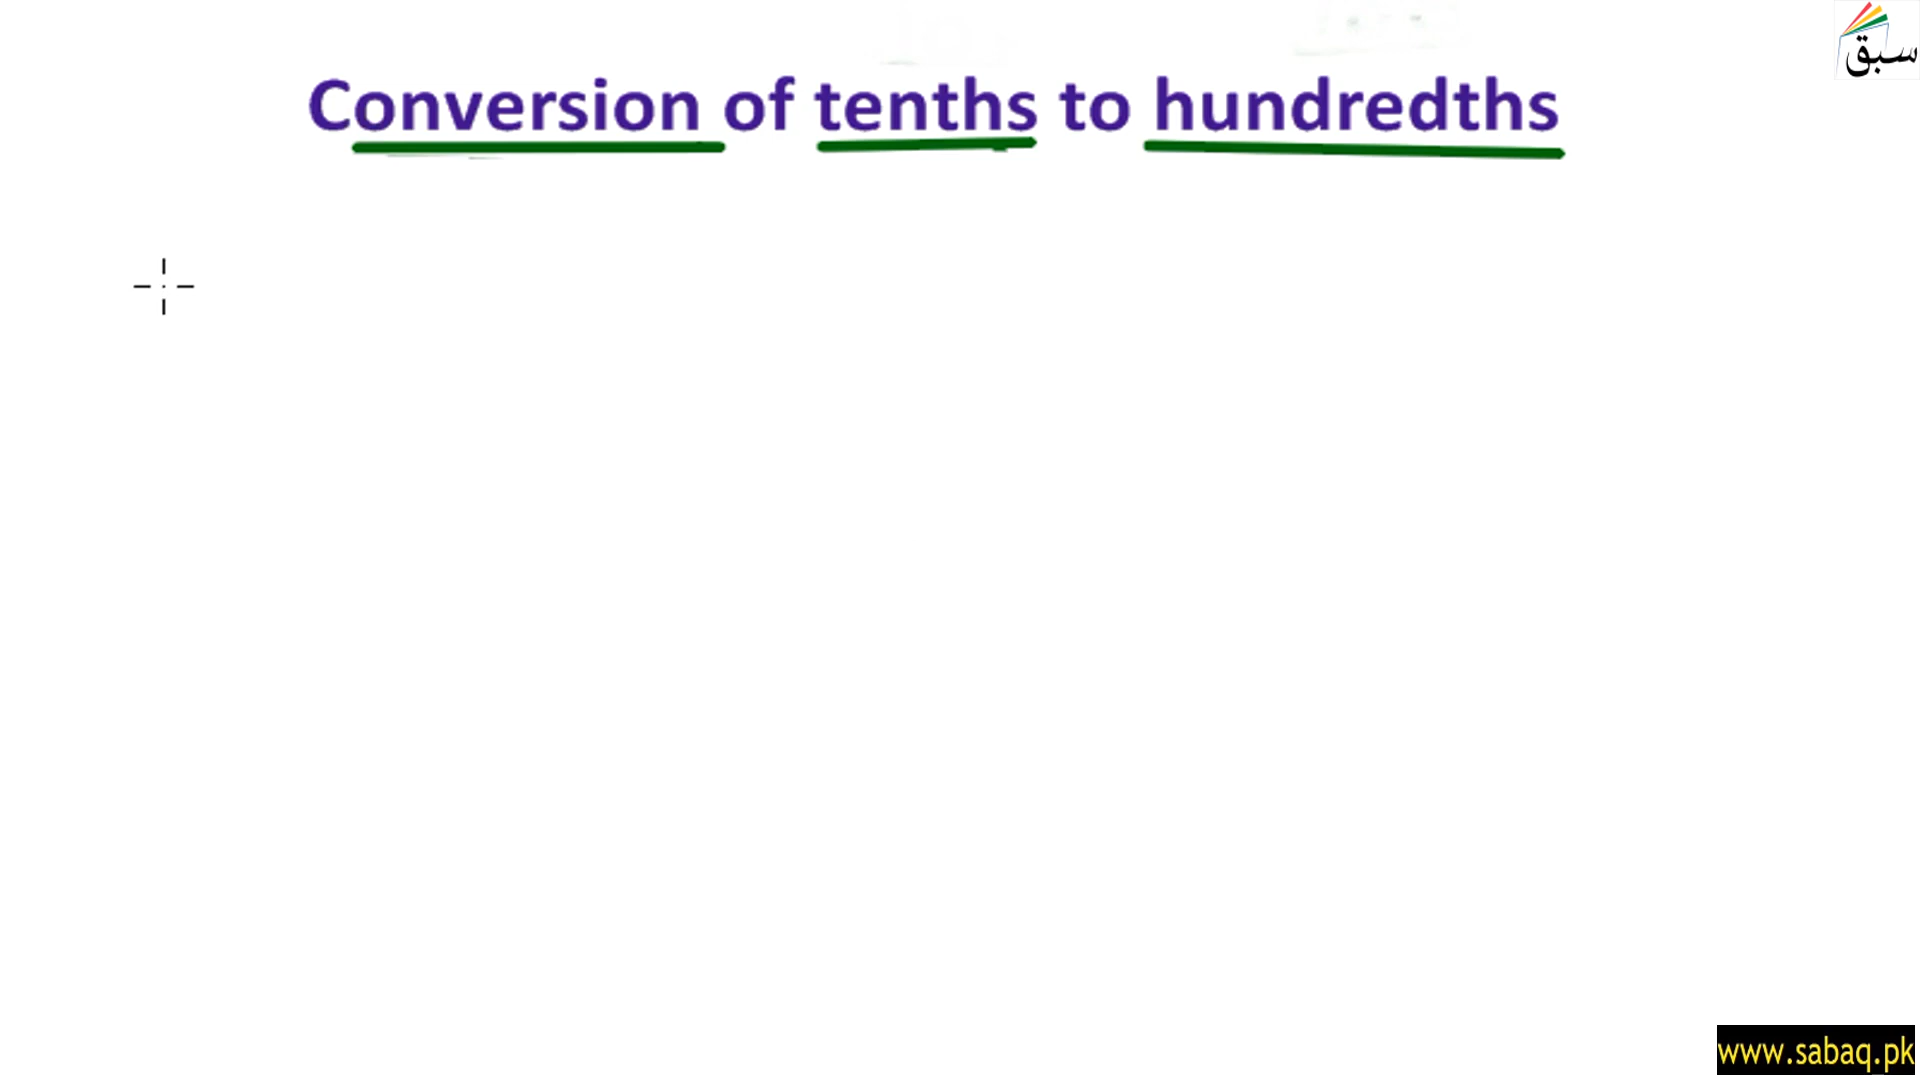 سبق
Conversion of tenths to hundredths
www.sabaq.pk